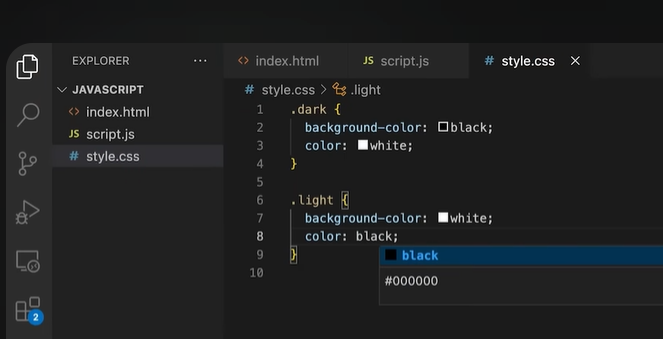 EXPLORER ...
JAVASCRIPT
<> index.html
JS script.js
# style.css
2
<> index.html JS script.js # style.css ×
# style.css > .light
1 .dark {
2 background-color: black;
3 color: white;
4 }
5
6 .light {
7 background-color: white;
8 color: black;
9 }
10
black
#000000